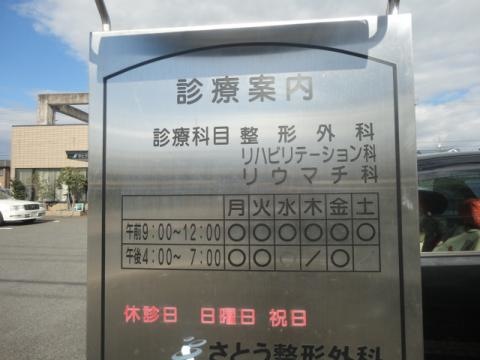 診療案内
診療科目 整形外科
リハビリテーション科
リウマチ科
月 火 水 木 金 土
午前9:00〜12:00 ○ ○ ○ ○ ○ ○
午後4:00〜 7:00 ○ ○ ○ / ○
休診日 日曜日 祝日
さとう整形外科